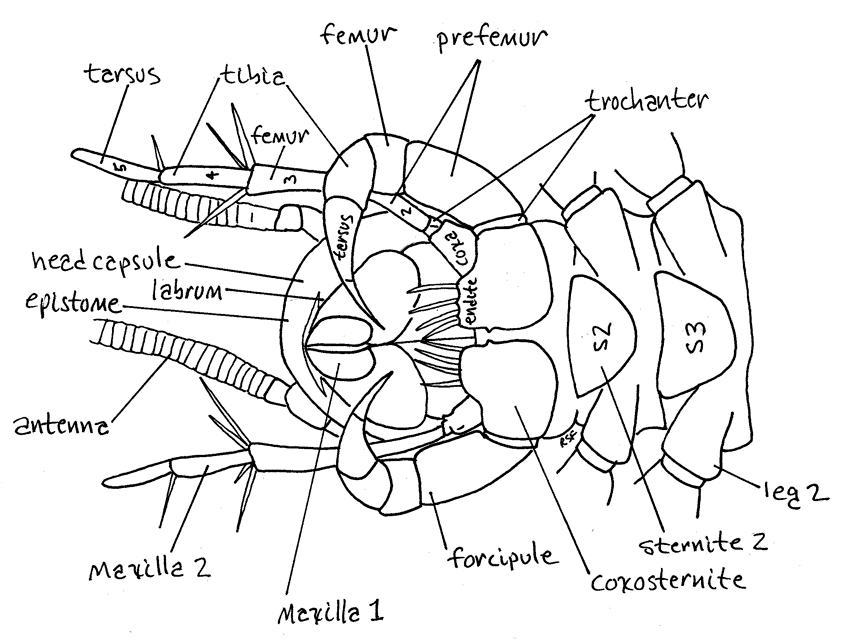 femur
prefemur
tarsus
tibia
trochanter
femur
5
4
3
2
1
tarsus
coxa
endite
head capsule
labrum
epistome
S2
S3
antenna
1
RSF
leg 2
Maxilla 2
forcipule
sternite 2
coxosternite
Maxilla 1